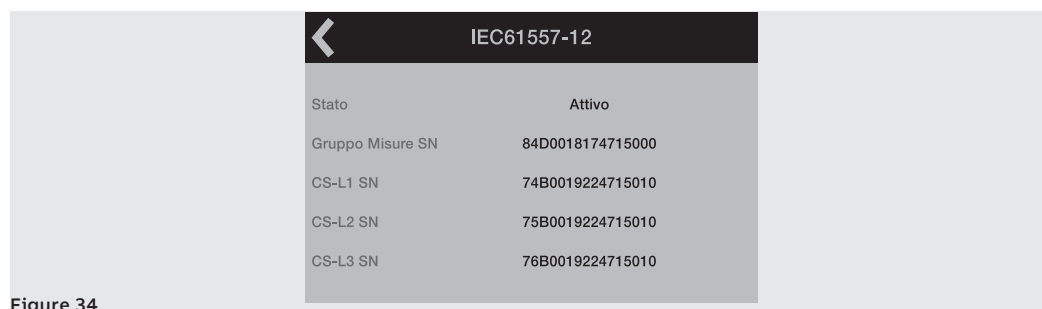 IEC61557-12
Stato Attivo
Gruppo Misure SN 84D0018174715000
CS-L1 SN 74B0019224715010
CS-L2 SN 75B0019224715010
CS-L3 SN 76B0019224715010
Figure 34